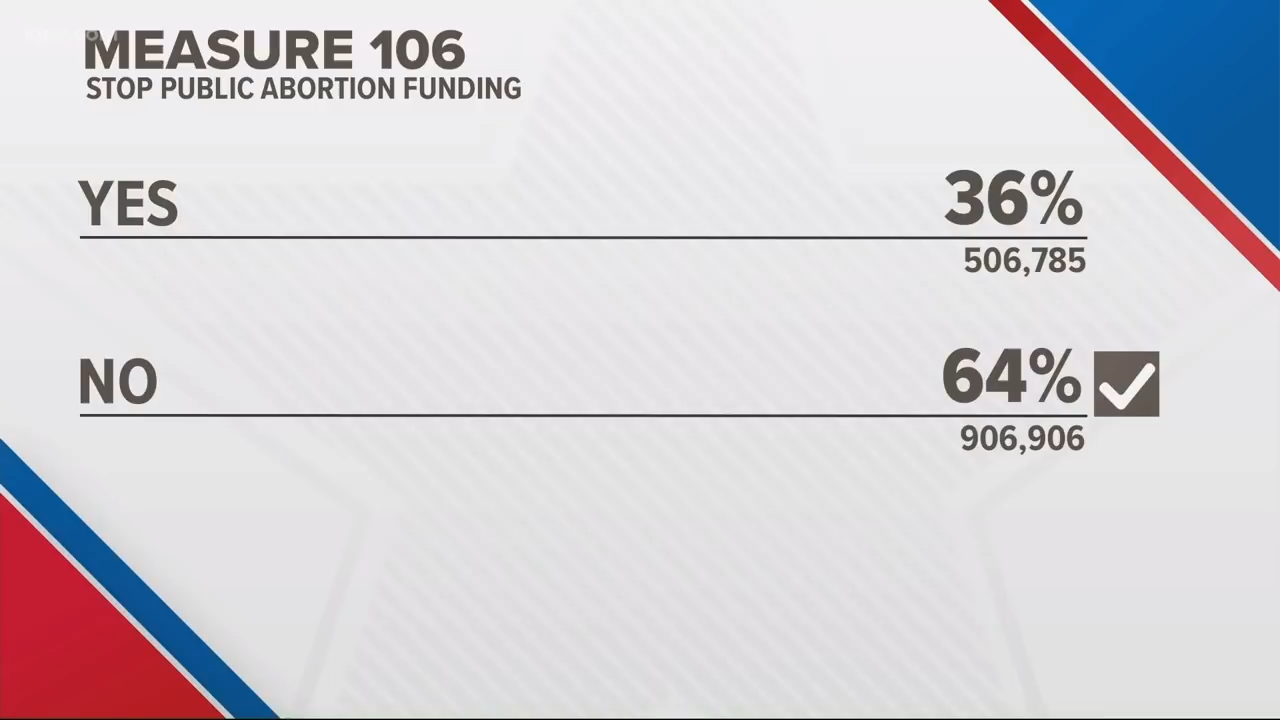 MEASURE 106
STOP PUBLIC ABORTION FUNDING
YES 36%
506,785
NO 64%
906,906